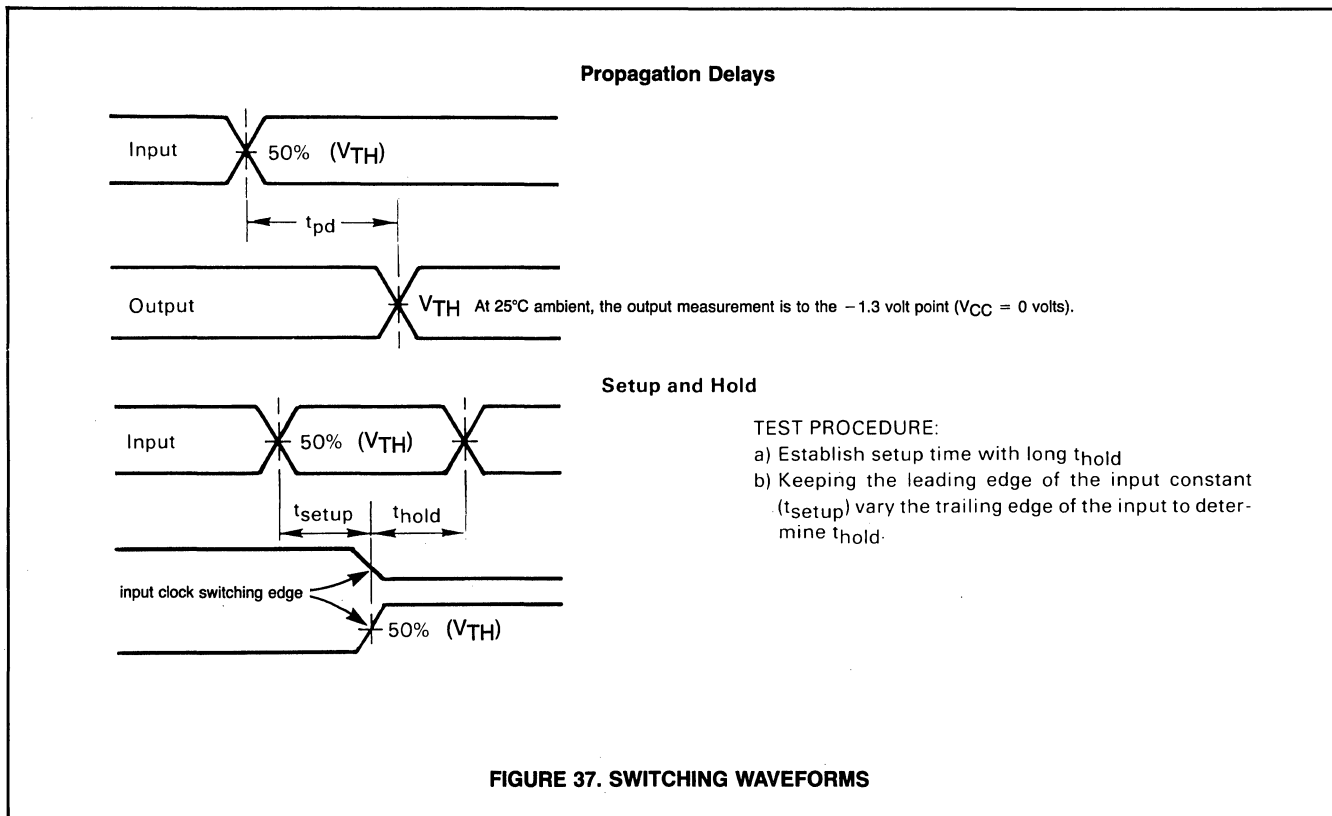 Propagation Delays
Input
50% (VTH)
tpd
Output
VTH At 25°C ambient, the output measurement is to the −1.3 volt point (VCC = 0 volts).
Setup and Hold
Input
50% (VTH)
TEST PROCEDURE:
a) Establish setup time with long thold
b) Keeping the leading edge of the input constant
(tsetup) vary the trailing edge of the input to deter-
mine thold.
tsetup
thold
input clock switching edge
50% (VTH)
FIGURE 37. SWITCHING WAVEFORMS